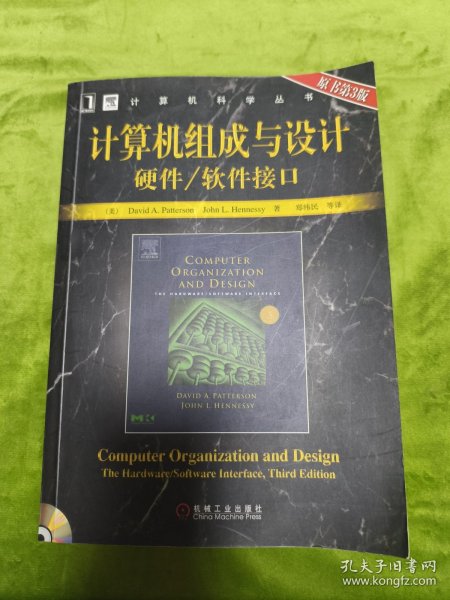 原书第3版
计算机科学丛书
计算机组成与设计
硬件/软件接口
(美) David A. Patterson John L. Hennessy 著 郑纬民 等译
COMPUTER
ORGANIZATION
AND DESIGN
THE HARDWARE/SOFTWARE INTERFACE
DAVID A. PATTERSON
JOHN L. HENNESSY
Computer Organization and Design
The Hardware/Software Interface, Third Edition
机械工业出版社
China Machine Press
孔夫子旧书网
www.kongfz.com